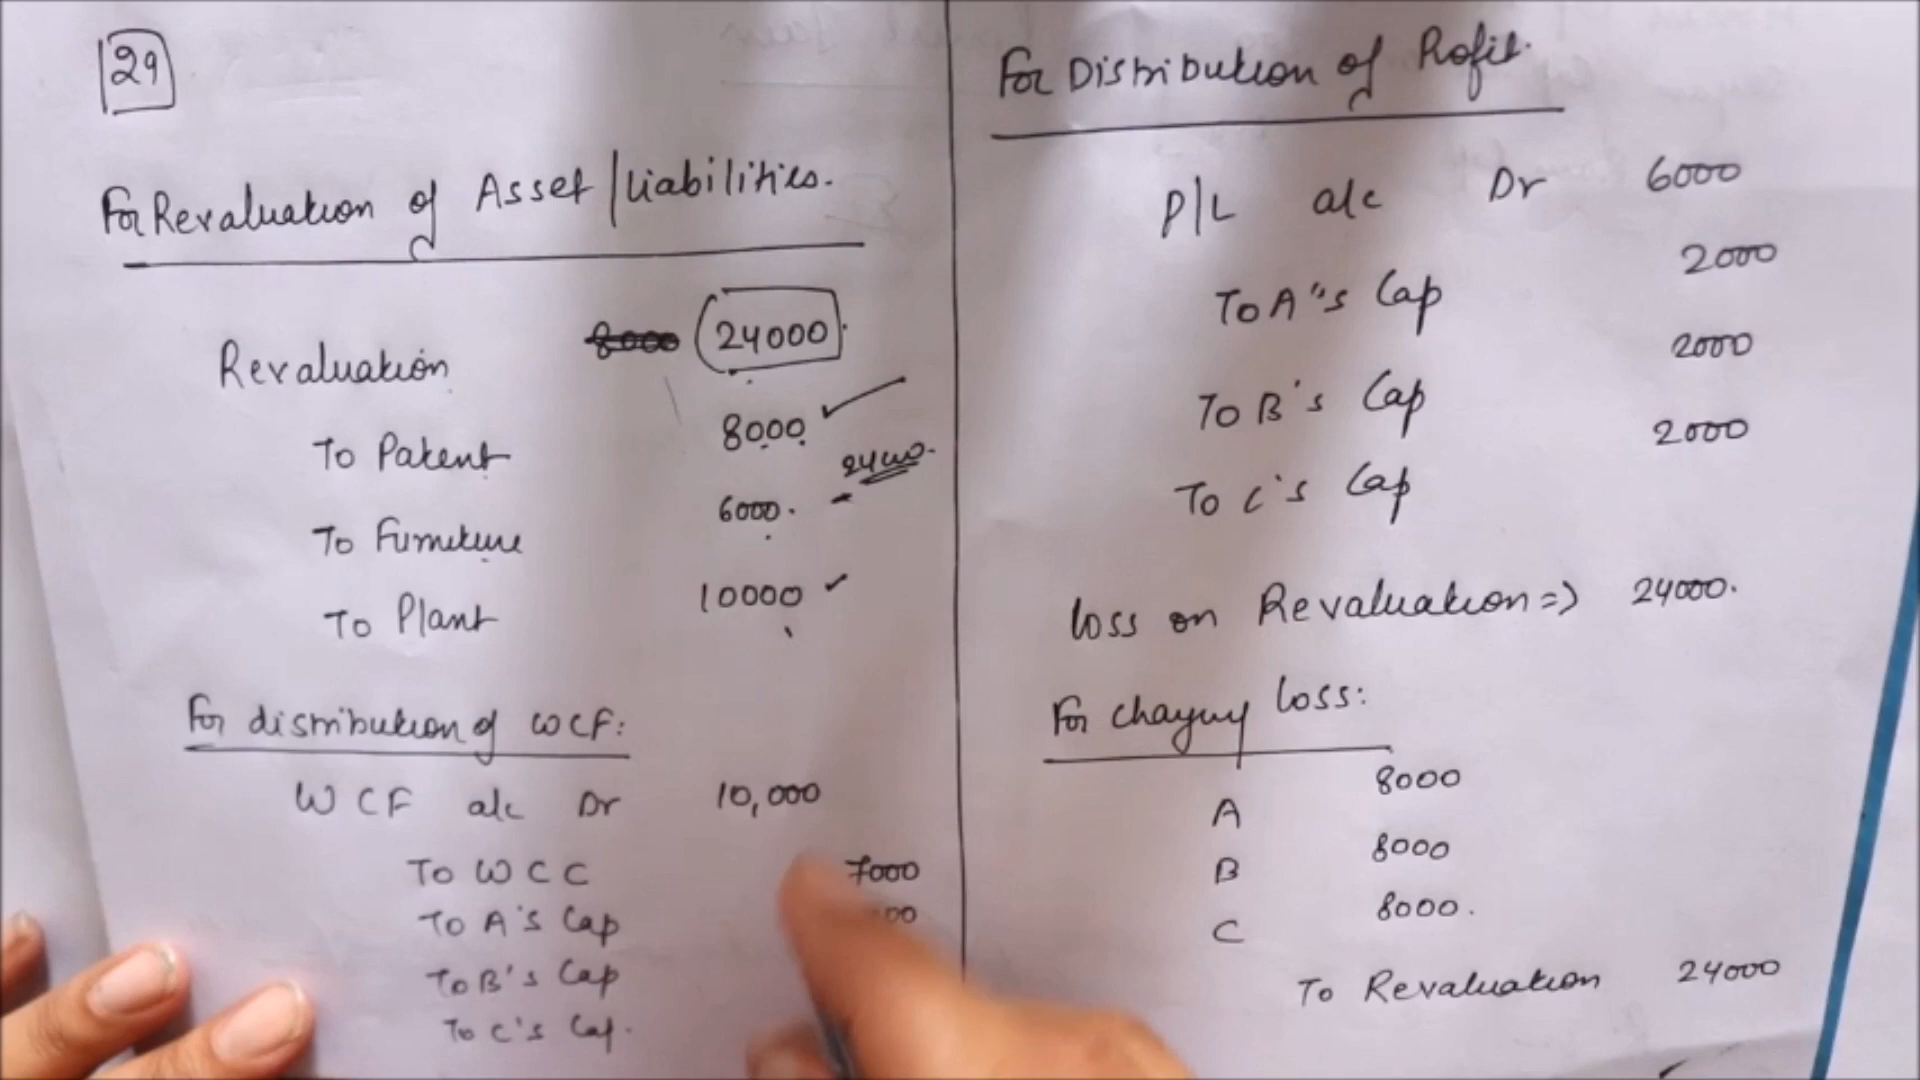 29
For Revaluation of Asset/liabilities.
Revaluation 8000 24000
To Patent 8000
24000.
To Furniture 6000.
To Plant 10000
For distribution of WCF:
WCF a/c Dr 10,000
To WCC 7000
To A's Cap
To B's Cap
To C's Cap.
For Distribution of Profit.
P/L a/c Dr 6000
To A"s Cap 2000
To B's Cap 2000
To C's Cap 2000
loss on Revaluation => 24000.
For charging loss:
A 8000
B 8000
C 8000.
To Revaluation 24000